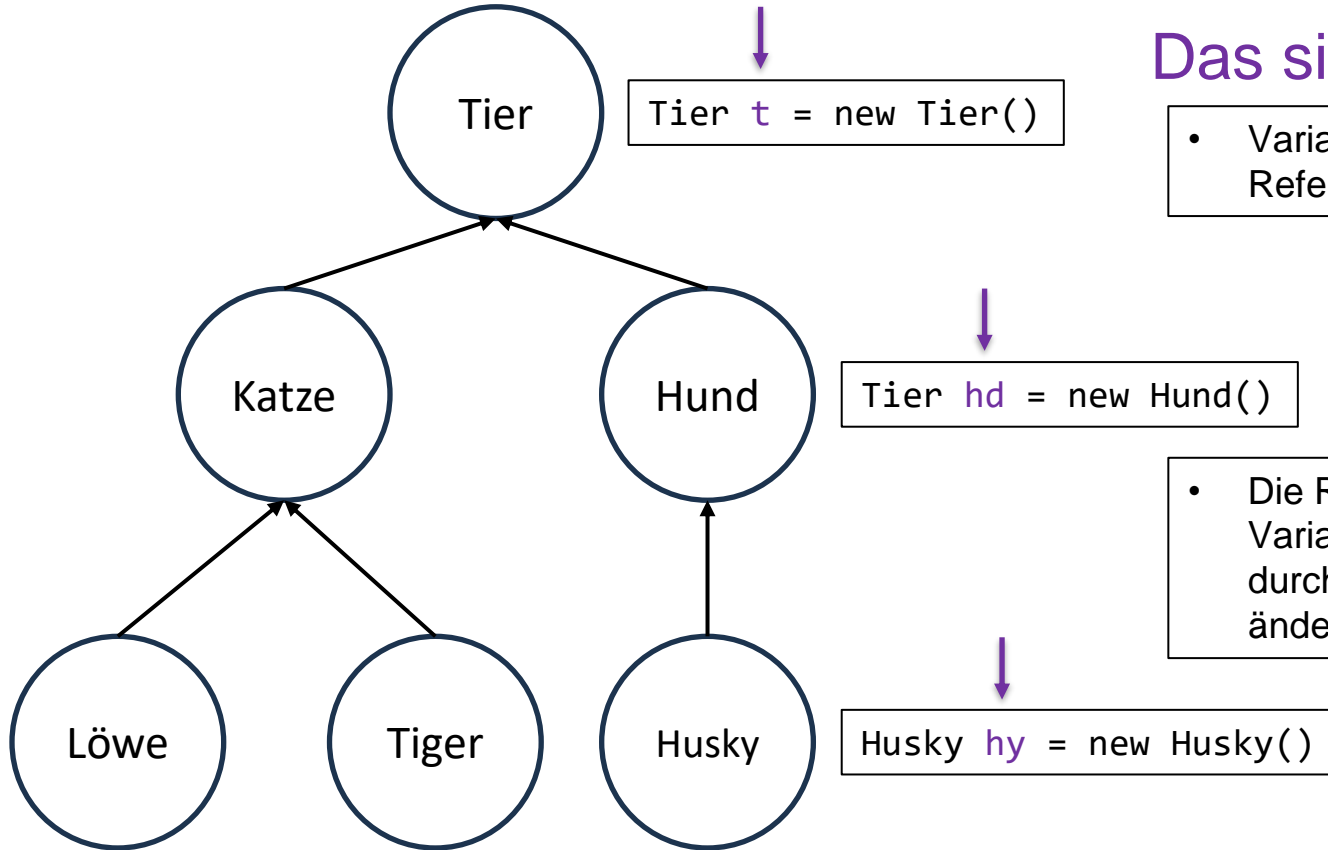 Das si
Tier
Tier t = new Tier()
• Varia
Refe
Katze
Hund
Tier hd = new Hund()
• Die R
Varia
durch
ände
Löwe
Tiger
Husky
Husky hy = new Husky()